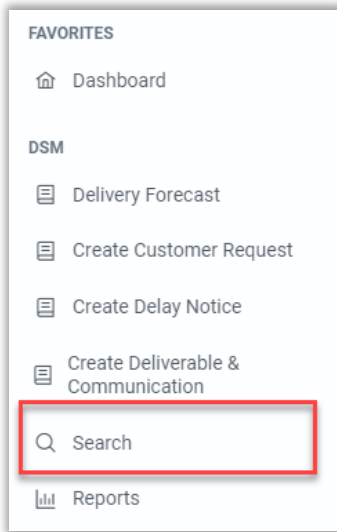 FAVORITES
Dashboard
DSM
Delivery Forecast
Create Customer Request
Create Delay Notice
Create Deliverable &
Communication
Search
Reports